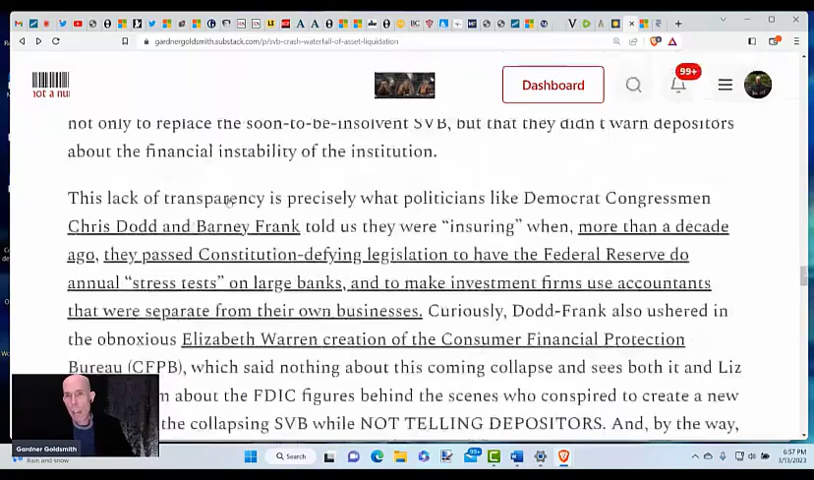 gardnergoldsmith.substack.com/p/svb-crash-waterfall-of-asset-liquidation
not a nu
Dashboard
99+
not only to replace the soon-to-be-insolvent SVB, but that they didn't warn depositors
about the financial instability of the institution.
This lack of transparency is precisely what politicians like Democrat Congressmen
Chris Dodd and Barney Frank told us they were “insuring” when, more than a decade
ago, they passed Constitution-defying legislation to have the Federal Reserve do
annual “stress tests” on large banks, and to make investment firms use accountants
that were separate from their own businesses. Curiously, Dodd-Frank also ushered in
the obnoxious Elizabeth Warren creation of the Consumer Financial Protection
Bureau (CFPB), which said nothing about this coming collapse and sees both it and Liz
m about the FDIC figures behind the scenes who conspired to create a new
the collapsing SVB while NOT TELLING DEPOSITORS. And, by the way,
Gardner Goldsmith
Rain and snow
Search
99+
6:57 PM
3/13/2023